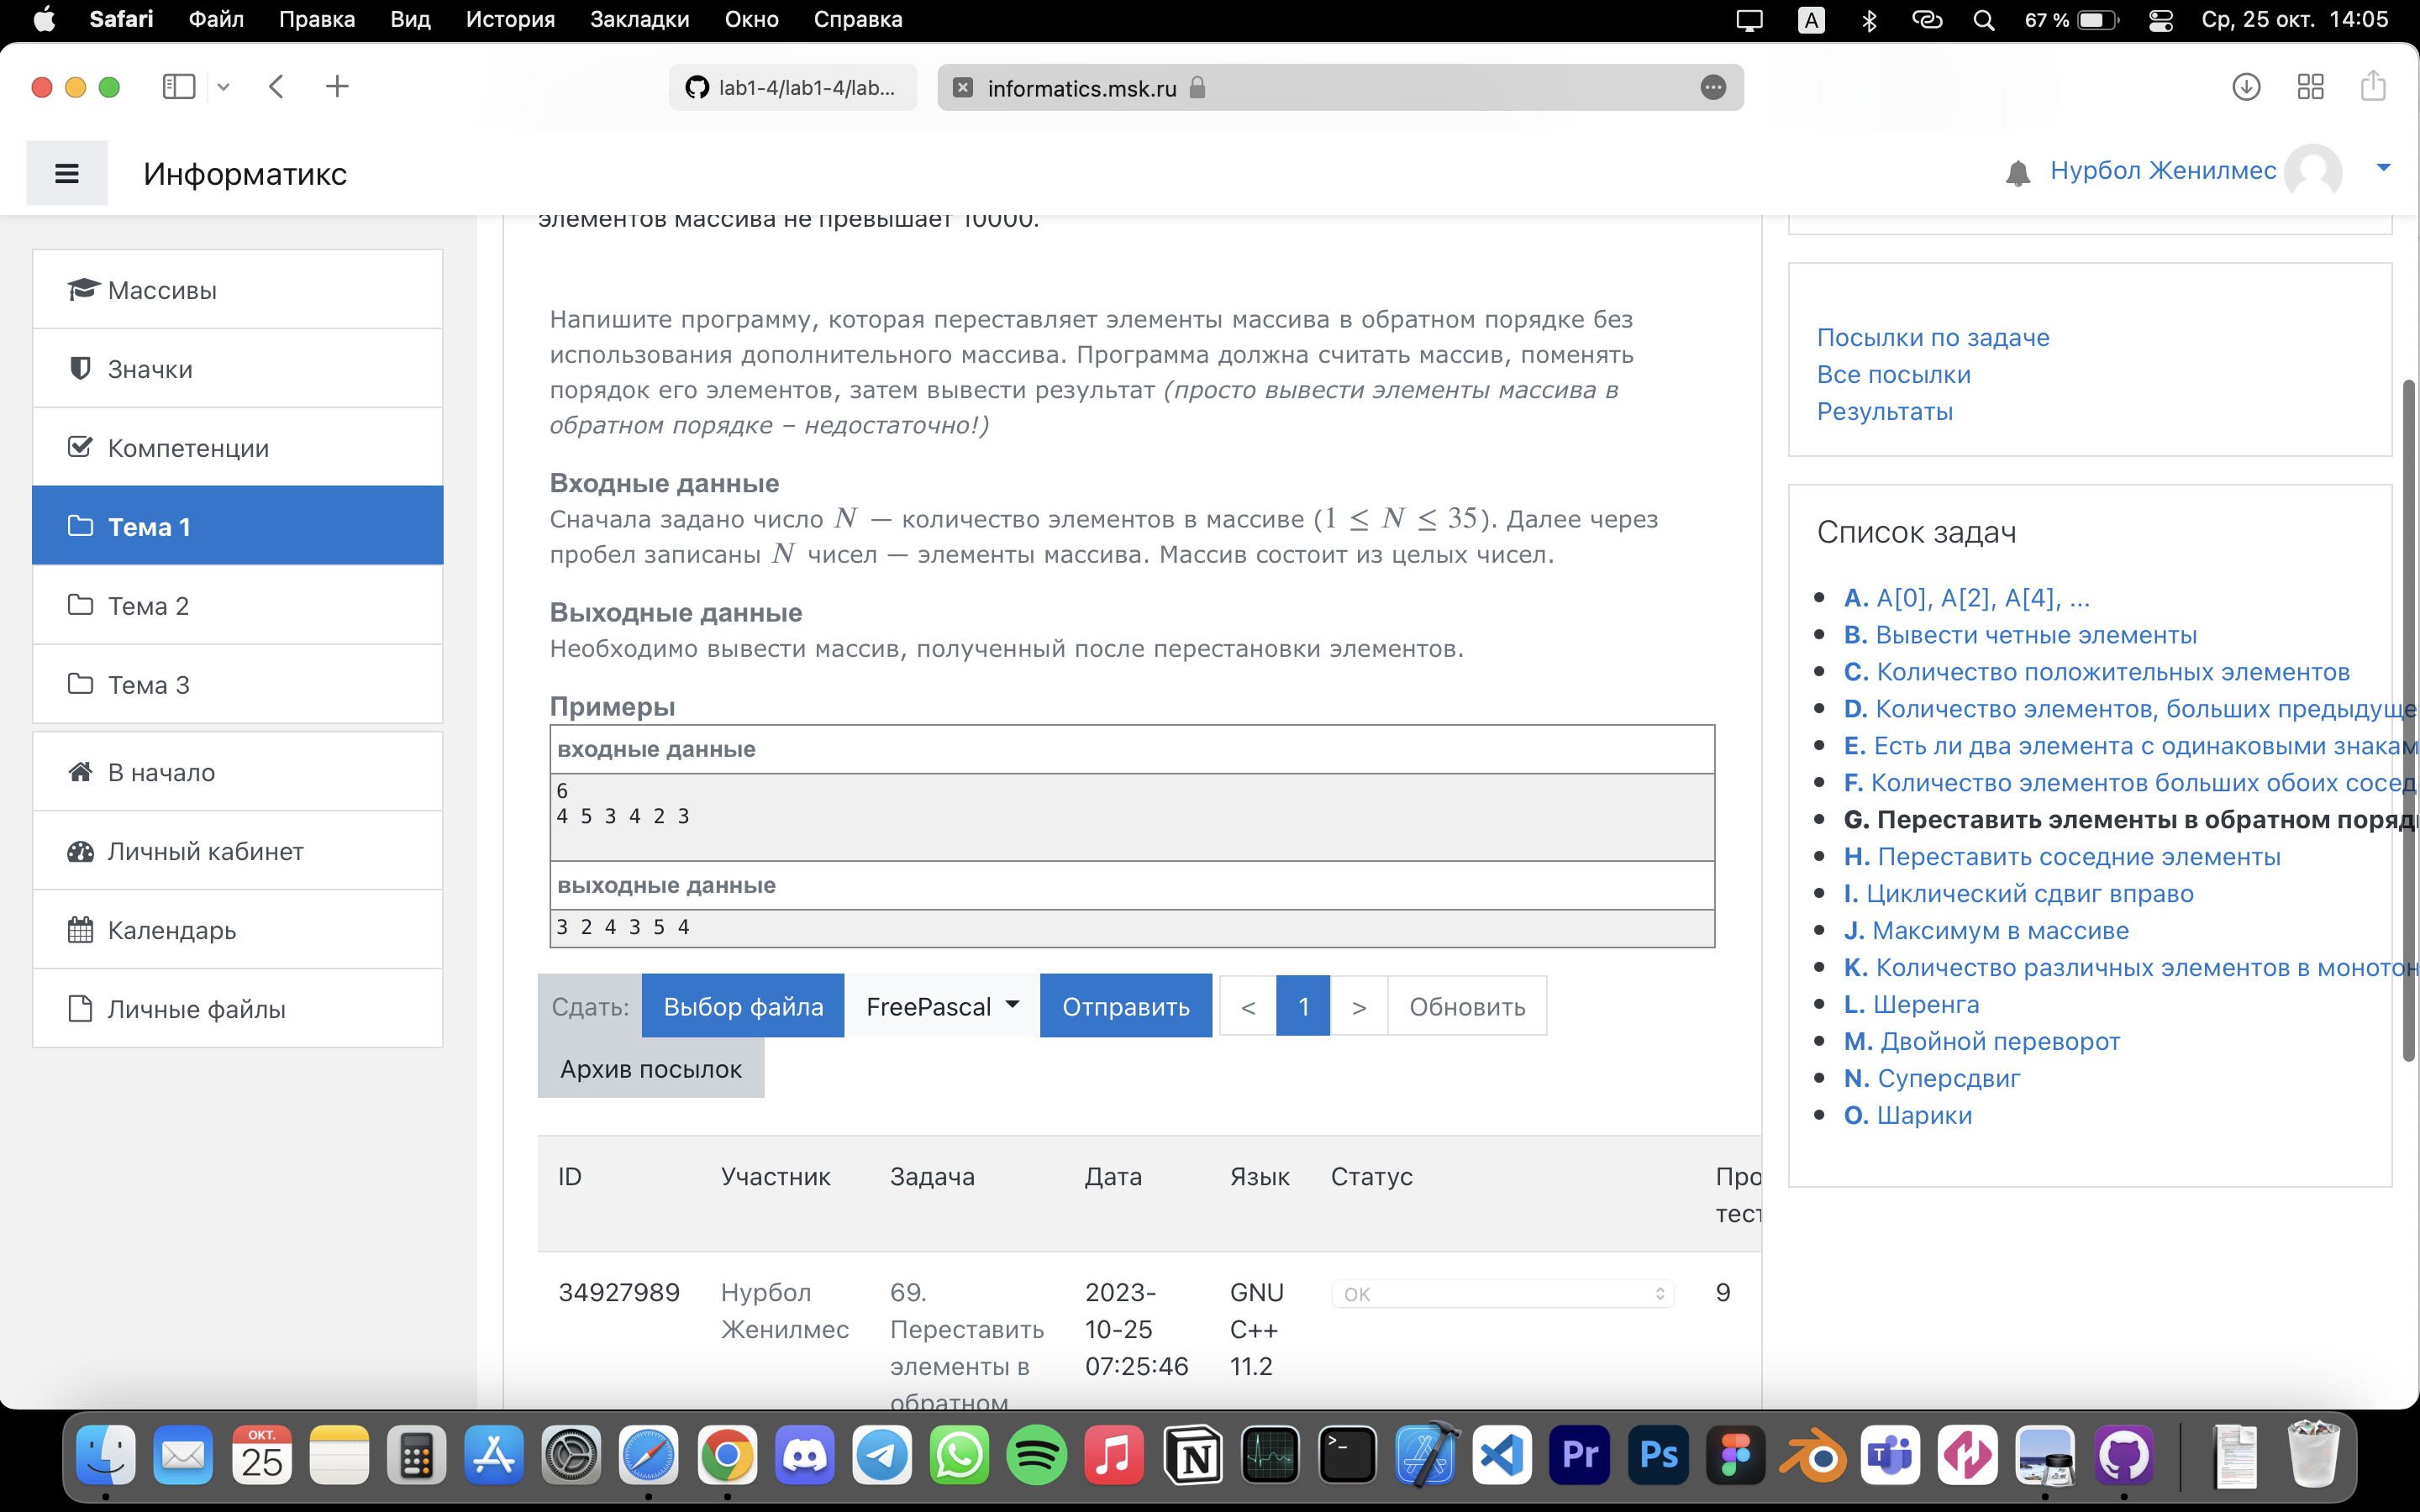 Safari Файл Правка Вид История Закладки Окно Справка
A 67 % Ср, 25 окт. 14:05
lab1-4/lab1-4/lab... informatics.msk.ru
Информатикс
Нурбол Женилмес
Массивы
Значки
Компетенции
Тема 1
Тема 2
Тема 3
В начало
Личный кабинет
Календарь
Личные файлы
элементов массива не превышает 10000.
Напишите программу, которая переставляет элементы массива в обратном порядке без
использования дополнительного массива. Программа должна считать массив, поменять
порядок его элементов, затем вывести результат (просто вывести элементы массива в
обратном порядке – недостаточно!)
Входные данные
Сначала задано число N — количество элементов в массиве (1 ≤ N ≤ 35). Далее через
пробел записаны N чисел — элементы массива. Массив состоит из целых чисел.
Выходные данные
Необходимо вывести массив, полученный после перестановки элементов.
Примеры
входные данные
6
4 5 3 4 2 3
выходные данные
3 2 4 3 5 4
Сдать: Выбор файла FreePascal Отправить < 1 > Обновить
Архив посылок
ID Участник Задача Дата Язык Статус Про
тест
34927989 Нурбол 69. 2023- GNU OK 9
Женилмес Переставить 10-25 C++
элементы в 07:25:46 11.2
обратном
Посылки по задаче
Все посылки
Результаты
Список задач
A. A[0], A[2], A[4], ...
B. Вывести четные элементы
C. Количество положительных элементов
D. Количество элементов, больших предыдуще
E. Есть ли два элемента с одинаковыми знакам
F. Количество элементов больших обоих сосед
G. Переставить элементы в обратном поряд
H. Переставить соседние элементы
I. Циклический сдвиг вправо
J. Максимум в массиве
K. Количество различных элементов в монотон
L. Шеренга
M. Двойной переворот
N. Суперсдвиг
O. Шарики
ОКТ.
25
N
>_
Pr
Ps
T